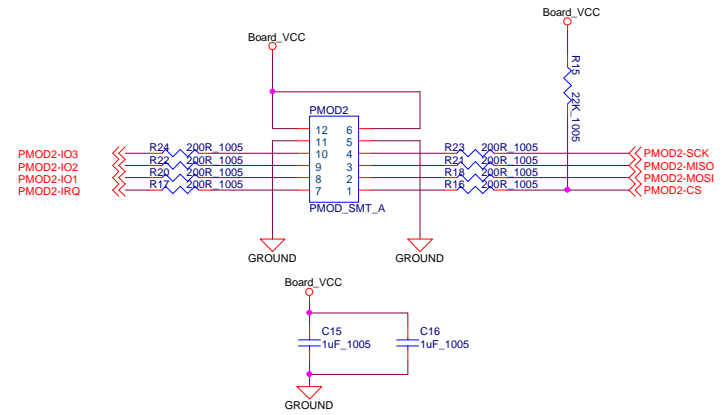 Board_VCC
Board_VCC
R15
22K_1005
PMOD2
12 6
11 5
PMOD2-IO3 R24 200R_1005 10 4 R23 200R_1005 PMOD2-SCK
PMOD2-IO2 R22 200R_1005 9 3 R21 200R_1005 PMOD2-MISO
PMOD2-IO1 R20 200R_1005 8 2 R18 200R_1005 PMOD2-MOSI
PMOD2-IRQ R17 200R_1005 7 1 R16 200R_1005 PMOD2-CS
PMOD_SMT_A
GROUND GROUND
Board_VCC
C15 C16
1uF_1005 1uF_1005
GROUND